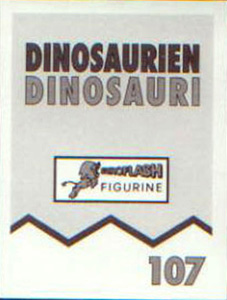 DINOSAURIEN
DINOSAURI
EUROFLASH
FIGURINE
107